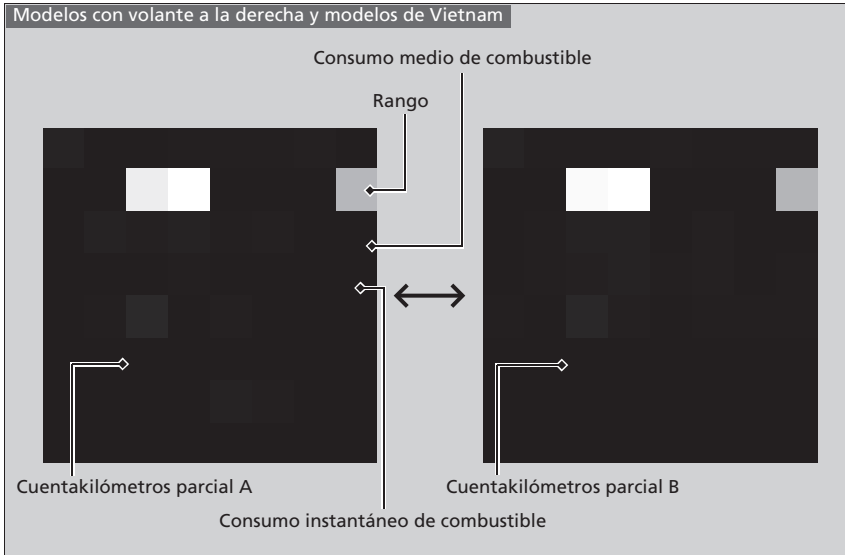 Modelos con volante a la derecha y modelos de Vietnam
Consumo medio de combustible
Rango
Cuentakilómetros parcial A
Cuentakilómetros parcial B
Consumo instantáneo de combustible